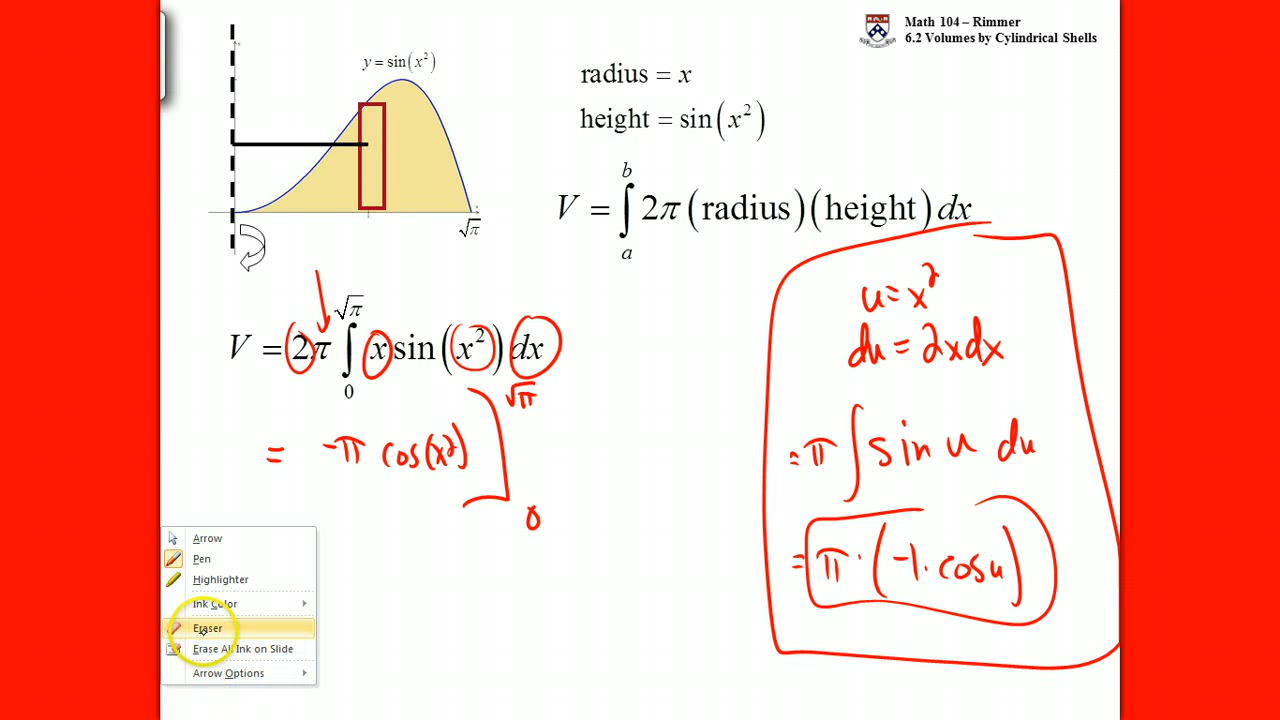 Math 104 – Rimmer
6.2 Volumes by Cylindrical Shells
y = sin(x²)
√π
radius = x
height = sin(x²)
V = ∫ₐᵇ 2π(radius)(height)dx
V = 2π ∫₀^√π x sin(x²) dx
= -π cos(x²) ]₀^√π
u = x²
du = 2xdx
= π ∫ sin u du
= π · (-1 · cos u)
Arrow
Pen
Highlighter
Ink Color
Eraser
Erase All Ink on Slide
Arrow Options